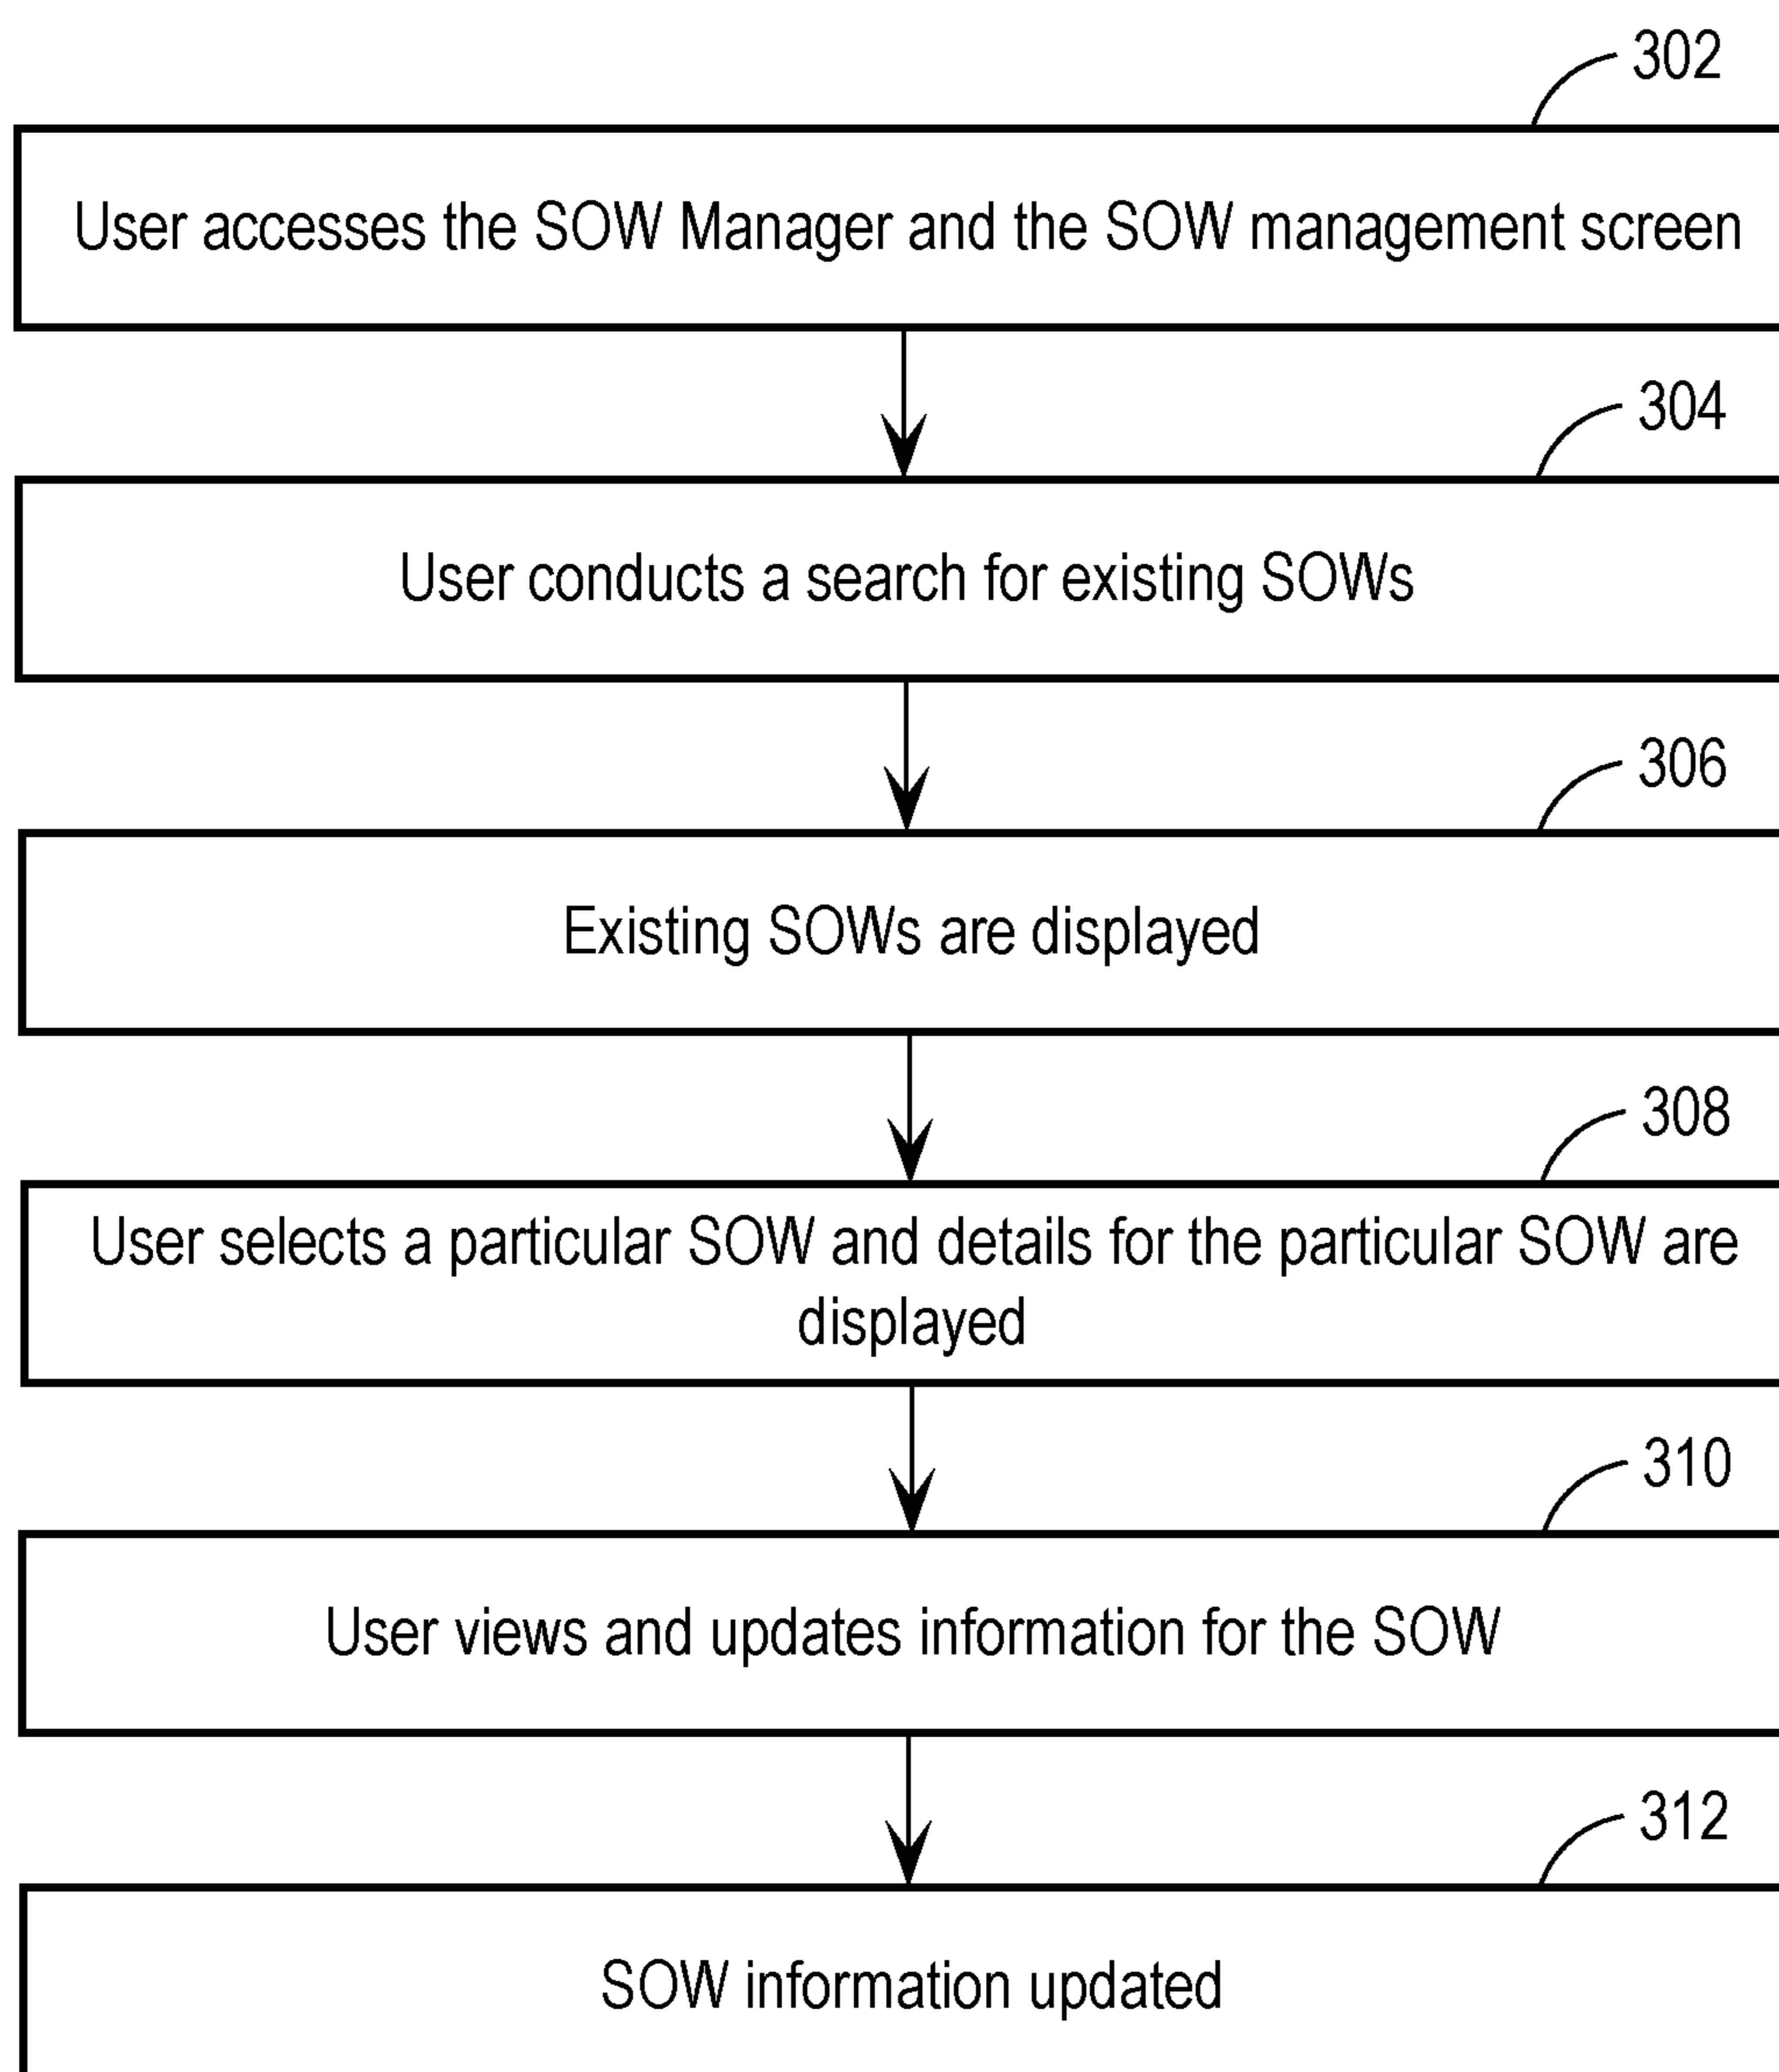 302
User accesses the SOW Manager and the SOW management screen
304
User conducts a search for existing SOWs
306
Existing SOWs are displayed
308
User selects a particular SOW and details for the particular SOW are
displayed
310
User views and updates information for the SOW
312
SOW information updated